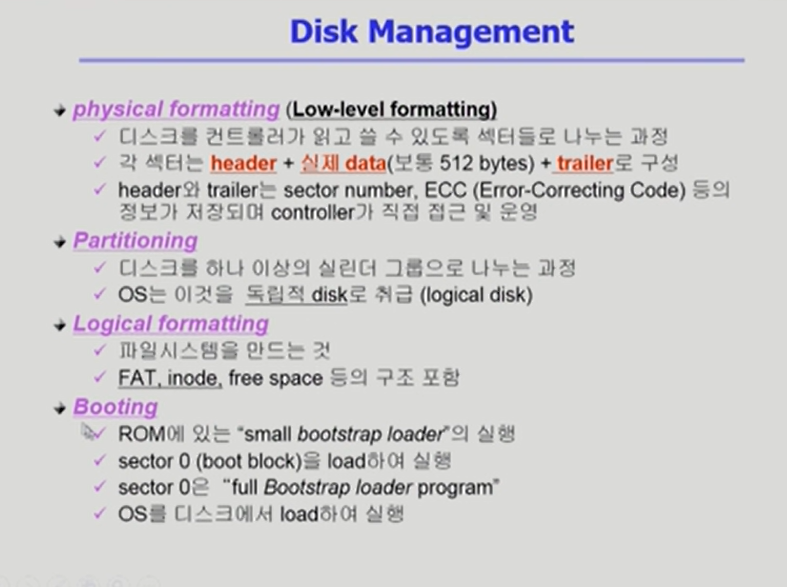 Disk Management
physical formatting (Low-level formatting)
디스크를 컨트롤러가 읽고 쓸 수 있도록 섹터들로 나누는 과정
각 섹터는 header + 실제 data(보통 512 bytes) + trailer로 구성
header와 trailer는 sector number, ECC (Error-Correcting Code) 등의
정보가 저장되며 controller가 직접 접근 및 운영
Partitioning
디스크를 하나 이상의 실린더 그룹으로 나누는 과정
OS는 이것을 독립적 disk로 취급 (logical disk)
Logical formatting
파일시스템을 만드는 것
FAT, inode, free space 등의 구조 포함
Booting
ROM에 있는 “small bootstrap loader”의 실행
sector 0 (boot block)을 load하여 실행
sector 0은 “full Bootstrap loader program”
OS를 디스크에서 load하여 실행